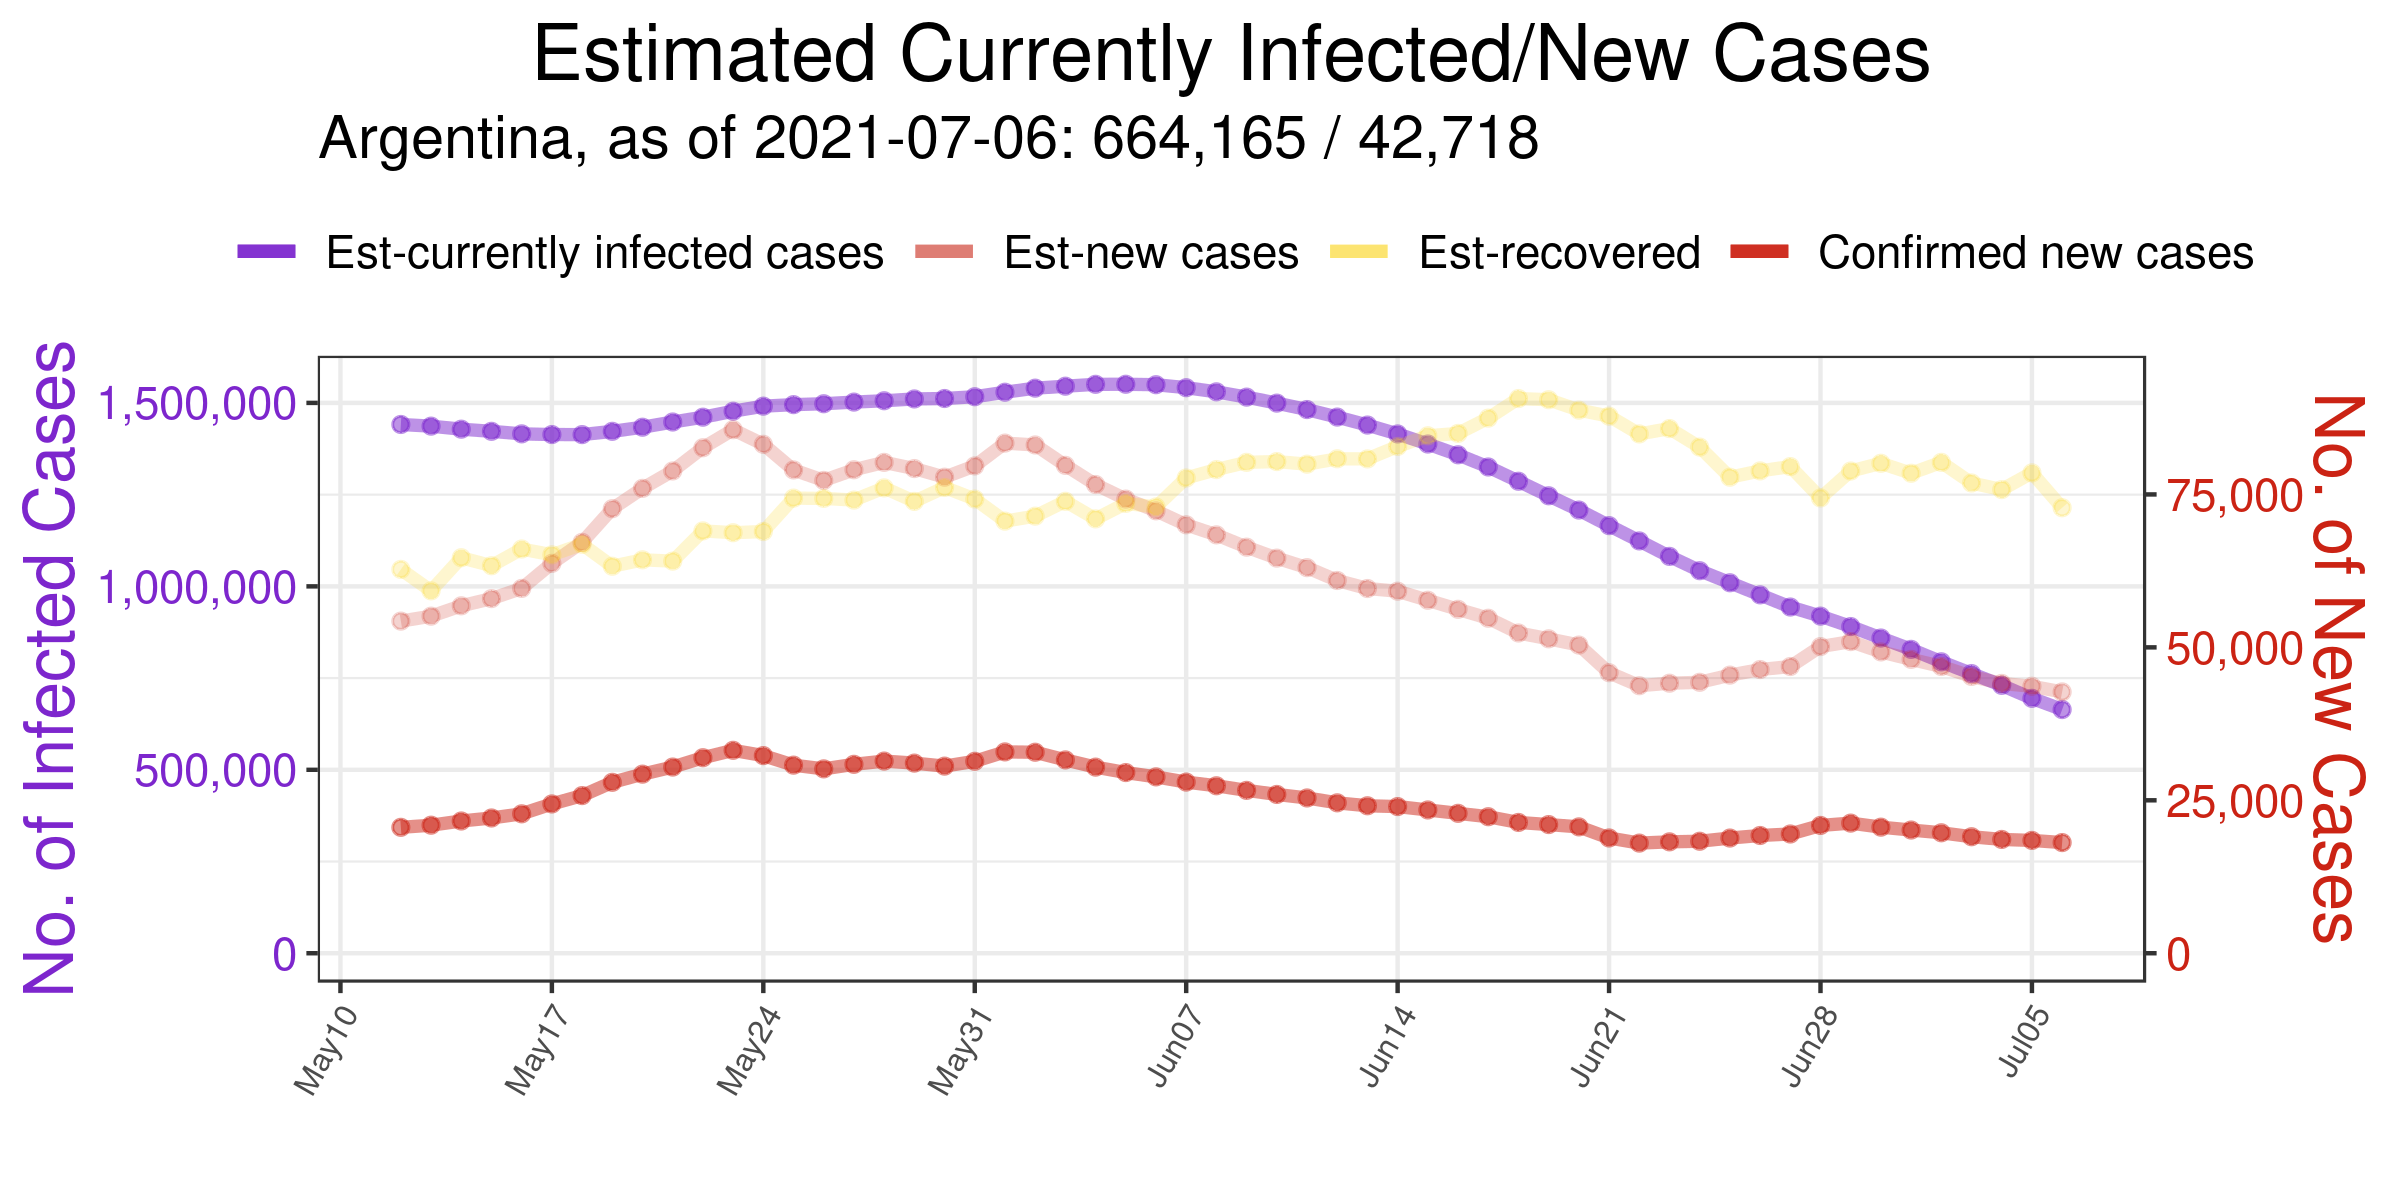 Estimated Currently Infected/New Cases
Argentina, as of 2021-07-06: 664,165 / 42,718
Est-currently infected cases Est-new cases Est-recovered Confirmed new cases
No. of Infected Cases
1,500,000
1,000,000
500,000
0
No. of New Cases
75,000
50,000
25,000
0
May10 May17 May24 May31 Jun07 Jun14 Jun21 Jun28 Jul05